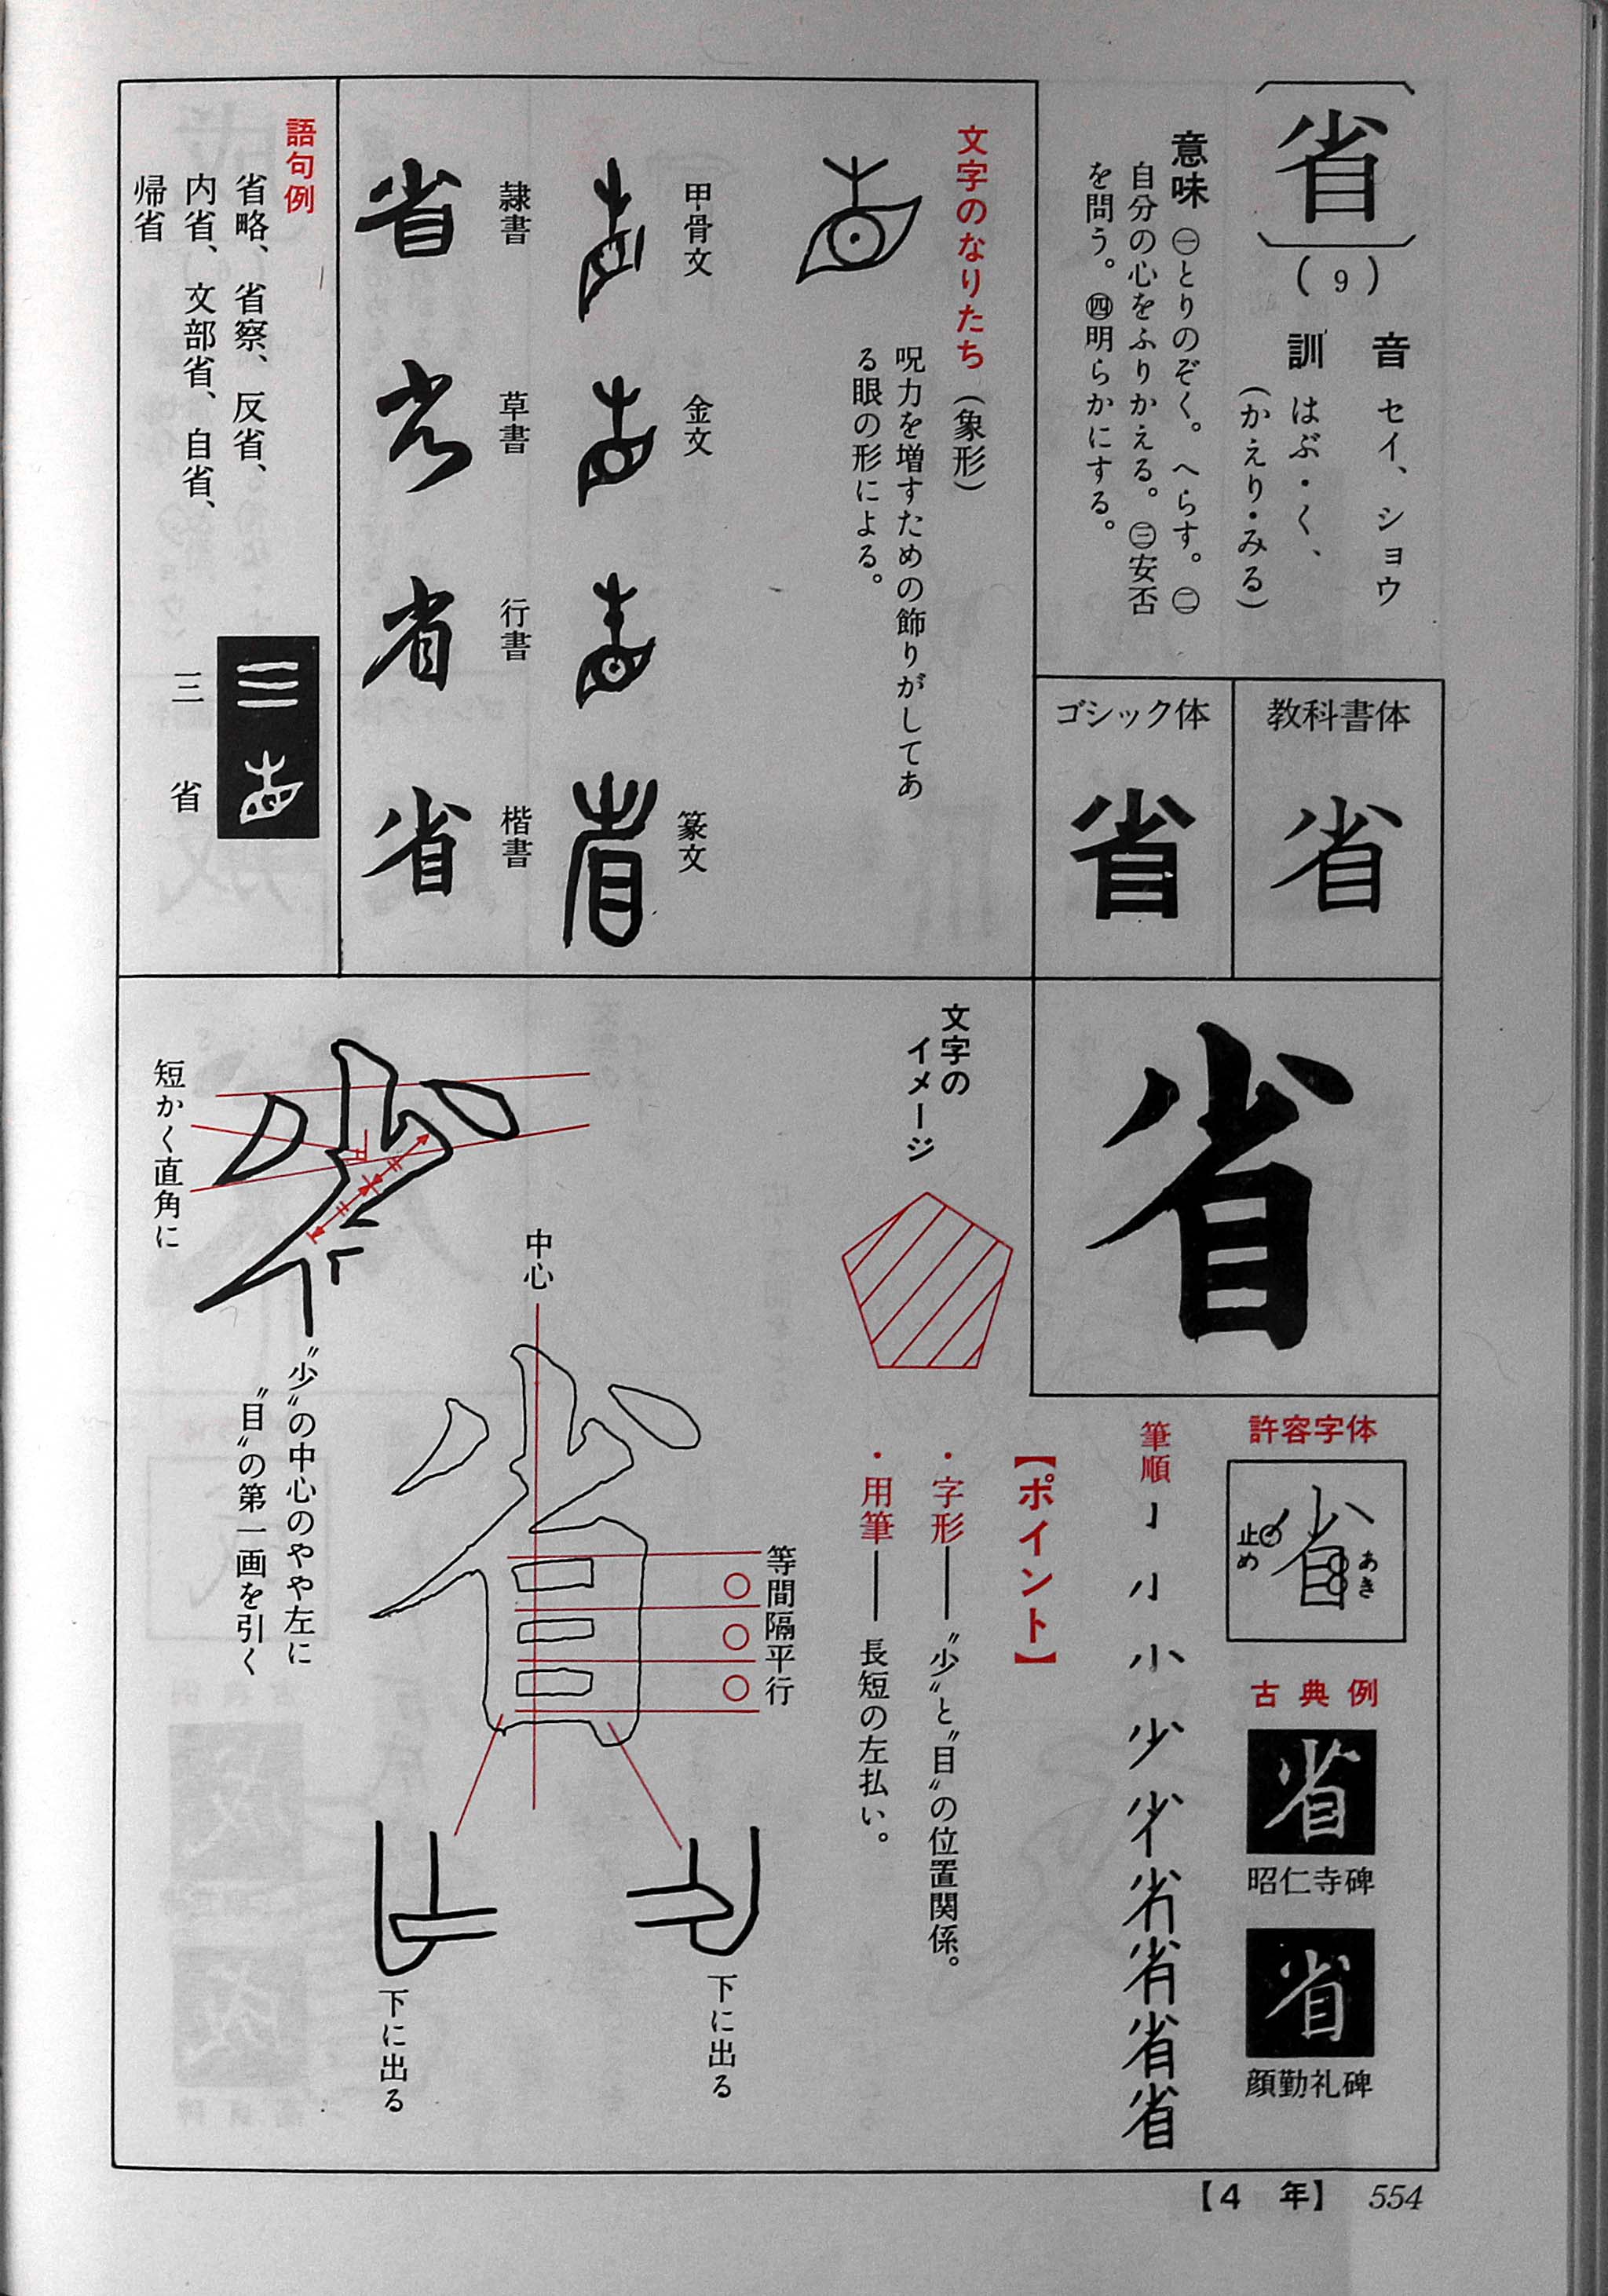 〔省〕(9)
音 セイ、ショウ
訓 はぶ・く、
(かえり・みる)
意味 ㊀とりのぞく。へらす。㊁
自分の心をふりかえる。㊂安否
を問う。㊃明らかにする。
教科書体
省
ゴシック体
省
文字のなりたち(象形)
呪力を増すための飾りがしてあ
る眼の形による。
甲骨文
金文
篆文
隷書
省
草書
省
行書
省
楷書
省
語句例
省略、省察、反省、
内省、文部省、自省、
帰省
三省
省
許容字体
省
あき
止め
古典例
省
昭仁寺碑
省
顔勤礼碑
筆順
省
文字の
イメージ
【ポイント】
・字形――〝少〟と〝目〟の位置関係。
・用筆――長短の左払い。
等間隔平行
中心
下に出る
下に出る
短かく直角に
〝少〟の中心のやや左に
〝目〟の第一画を引く
【4 年】 554